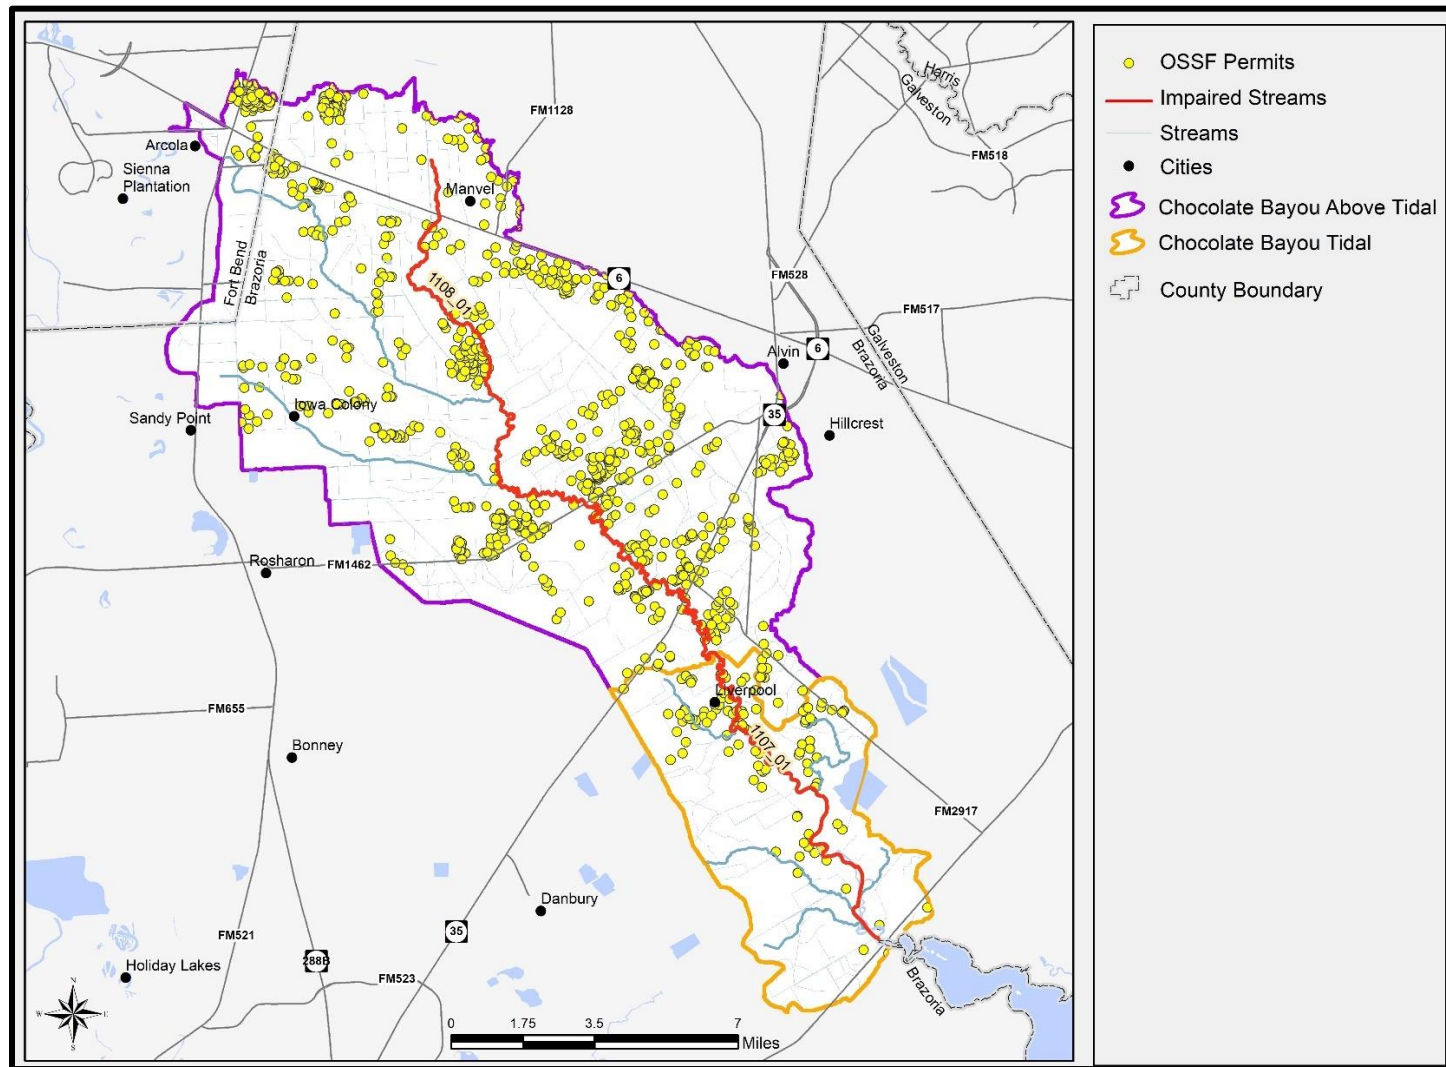 Harris
Galveston
FM1128
FM518
Arcola
Sienna
Plantation
Manvel
Fort Bend
Brazoria
1108_01
6
FM528
FM517
Galveston
Brazoria
Alvin
6
Iowa Colony
Sandy Point
35
Hillcrest
Rosharon
FM1462
Liverpool
FM655
1107_01
Bonney
FM2917
Danbury
FM521
35
288B
Holiday Lakes
FM523
Brazoria
N
W
E
S
0
1.75
3.5
7
Miles
OSSF Permits
Impaired Streams
Streams
Cities
Chocolate Bayou Above Tidal
Chocolate Bayou Tidal
County Boundary